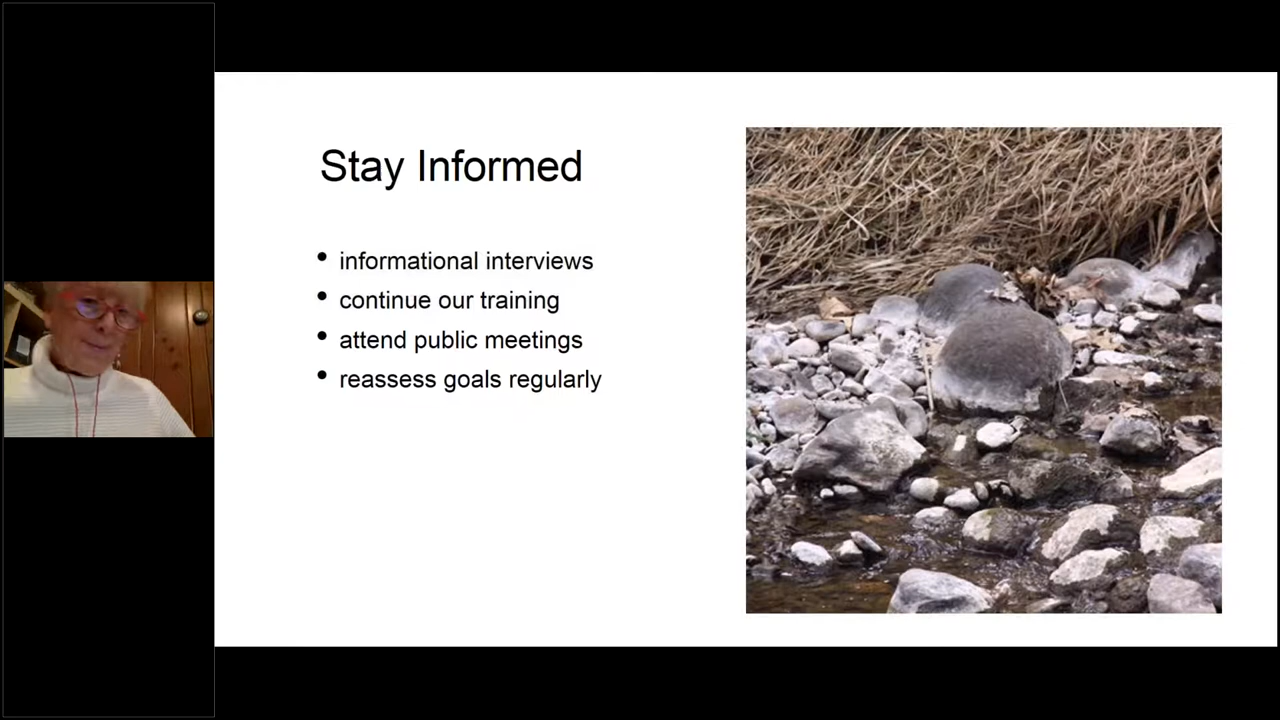 Stay Informed
• informational interviews
• continue our training
• attend public meetings
• reassess goals regularly